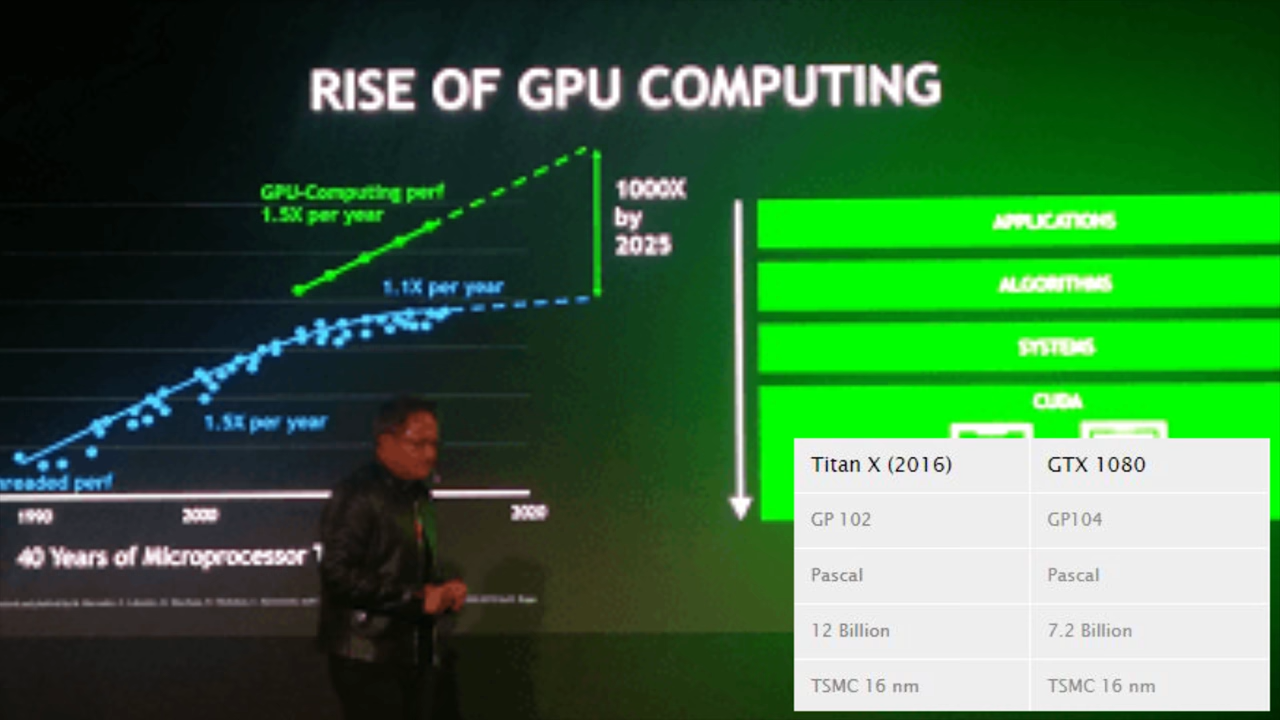 RISE OF GPU COMPUTING
GPU-Computing perf
1.5X per year
1000X
by
2025
1.1X per year
1.5X per year
hreaded perf
1990
2000
2020
40 Years of Microprocessor T
APPLICATIONS
ALGORITHMS
SYSTEMS
CUDA
Titan X (2016) GTX 1080
GP 102 GP104
Pascal Pascal
12 Billion 7.2 Billion
TSMC 16 nm TSMC 16 nm